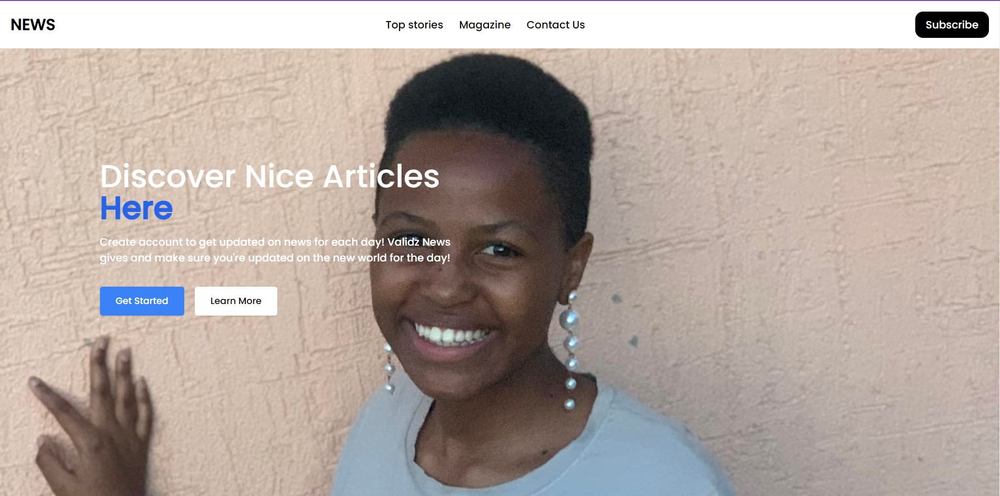 NEWS
Top stories
Magazine
Contact Us
Subscribe
Discover Nice Articles
Here
Create account to get updated on news for each day! Validz News
gives and make sure you're updated on the new world for the day!
Get Started
Learn More